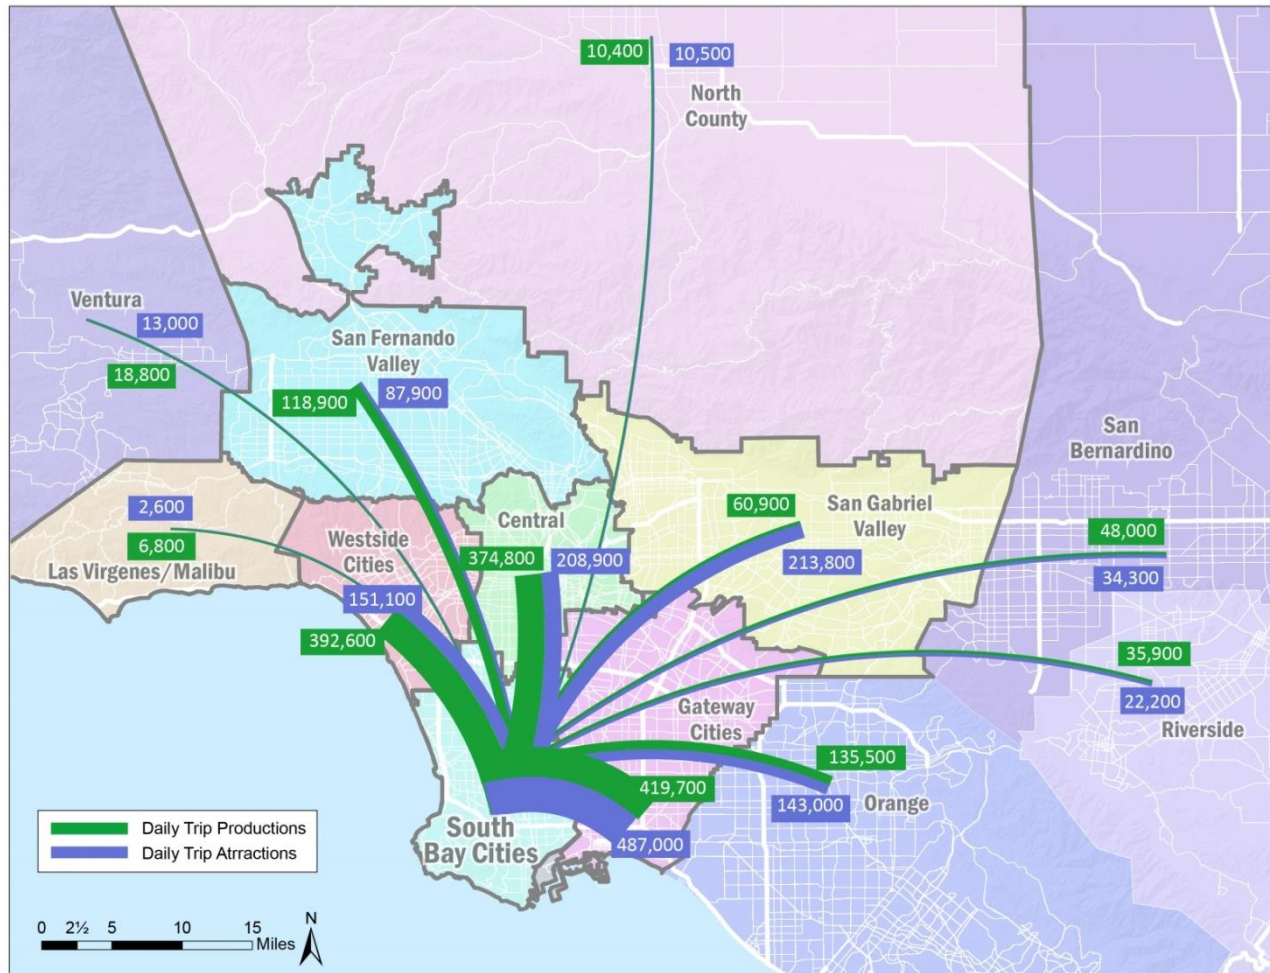 10,400
10,500
North
County
Ventura
13,000
18,800
San Fernando
Valley
118,900
87,900
San
Bernardino
2,600
6,800
Las Virgenes/Malibu
Westside
Cities
Central
60,900
San Gabriel
Valley
213,800
48,000
34,300
374,800
208,900
151,100
392,600
35,900
22,200
Riverside
Gateway
Cities
135,500
143,000
Orange
419,700
487,000
South
Bay Cities
Daily Trip Productions
Daily Trip Atrractions
0 2½ 5 10 15
Miles
N